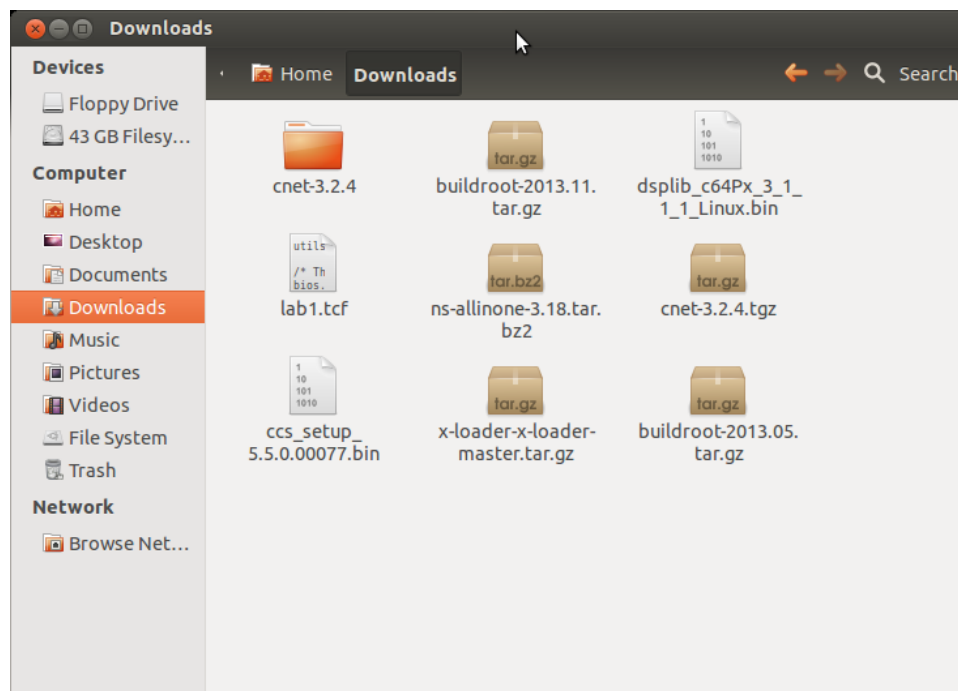 Downloads
Devices
Floppy Drive
43 GB Filesy...
Computer
Home
Desktop
Documents
Downloads
Music
Pictures
Videos
File System
Trash
Network
Browse Net...
Home Downloads Search
cnet-3.2.4
tar.gz
buildroot-2013.11.
tar.gz
1
10
101
1010
dsplib_c64Px_3_1_
1_1_Linux.bin
utils
/* Th
bios.
lab1.tcf
tar.bz2
ns-allinone-3.18.tar.
bz2
tar.gz
cnet-3.2.4.tgz
1
10
101
1010
ccs_setup_
5.5.0.00077.bin
tar.gz
x-loader-x-loader-
master.tar.gz
tar.gz
buildroot-2013.05.
tar.gz